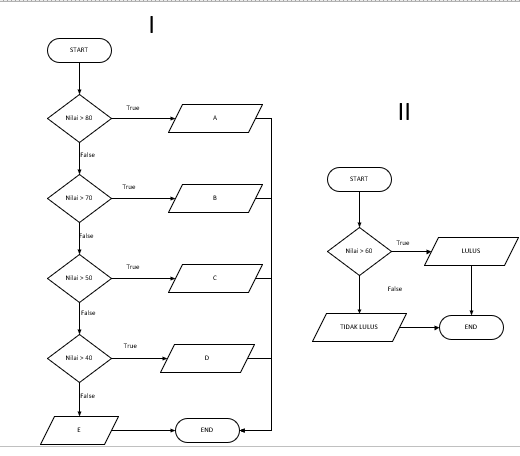 I
START
Nilai > 80
True
A
False
Nilai > 70
True
B
False
Nilai > 50
True
C
False
Nilai > 40
True
D
False
E
END
II
START
Nilai > 60
True
LULUS
False
TIDAK LULUS
END